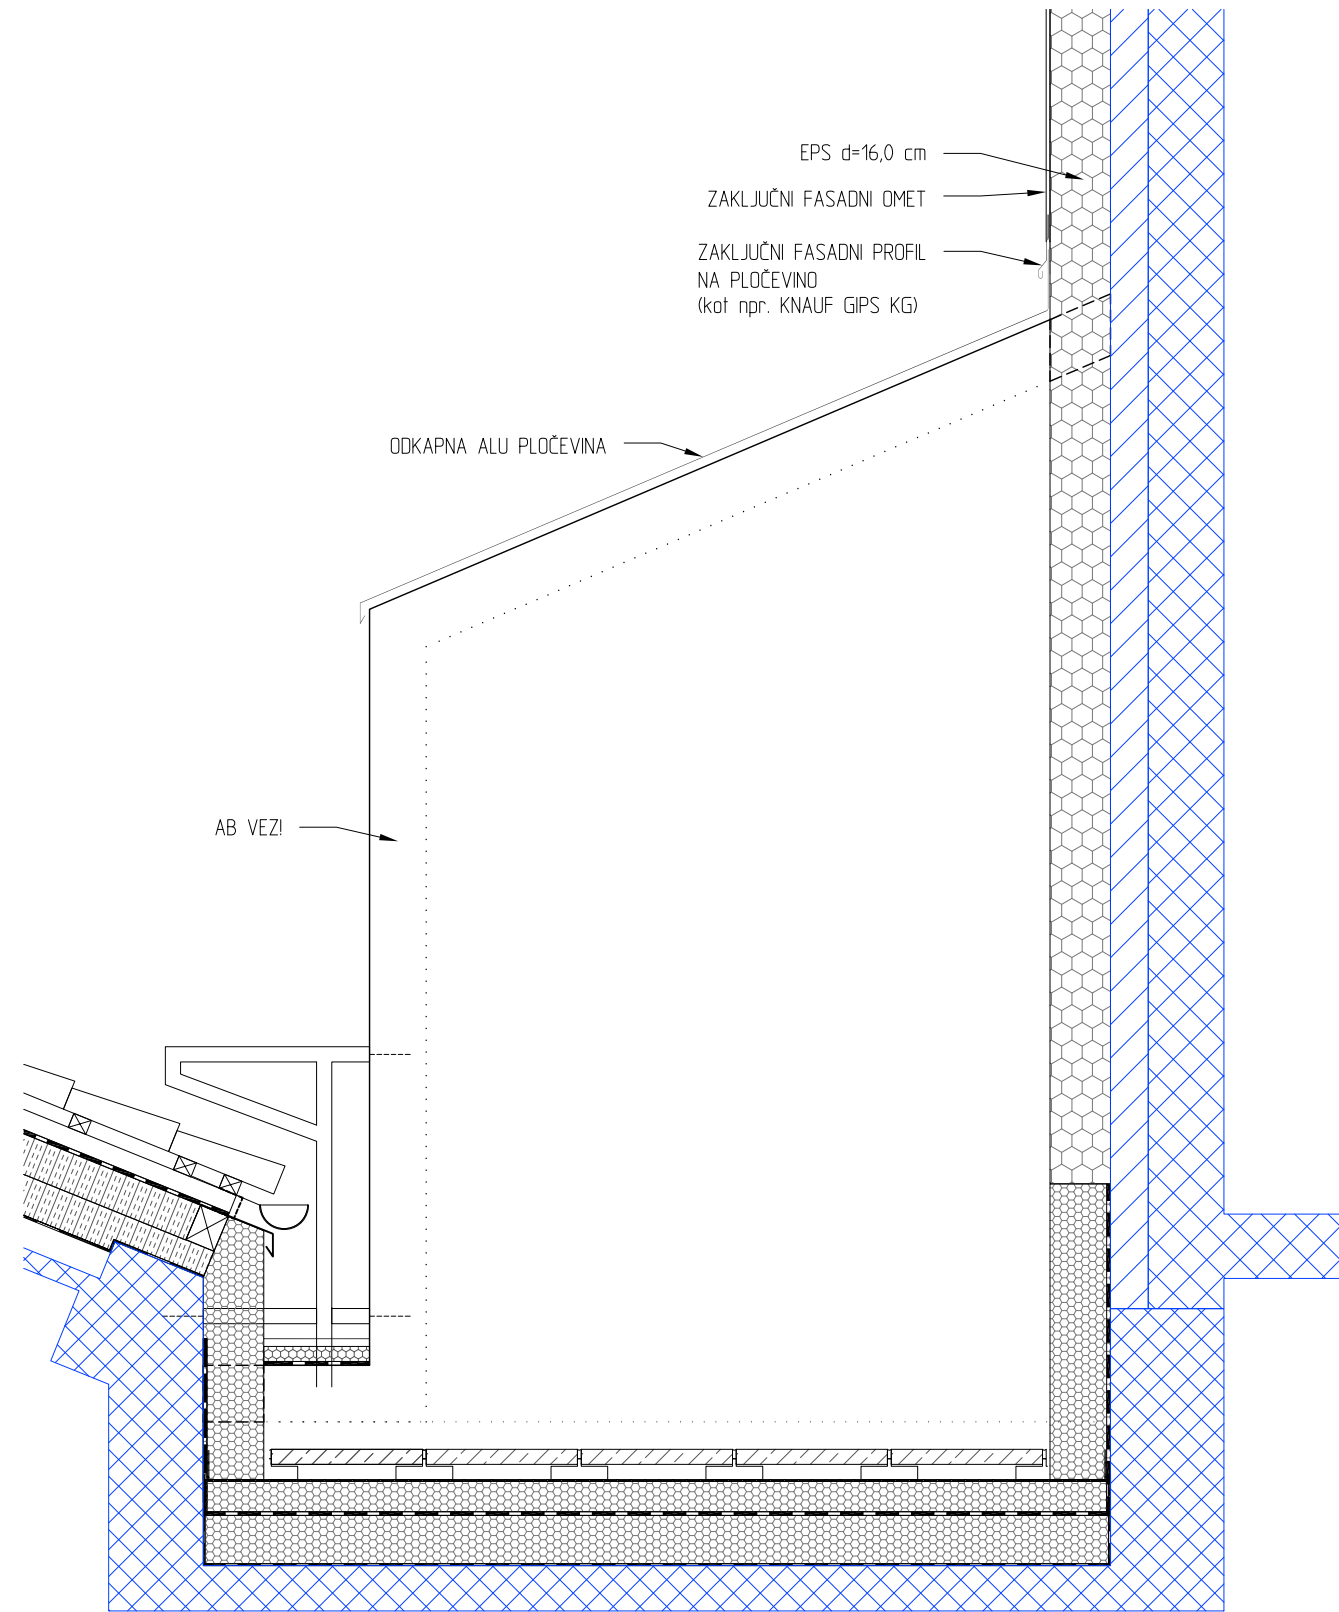 EPS d=16,0 cm
ZAKLJUČNI FASADNI OMET
ZAKLJUČNI FASADNI PROFIL
NA PLOČEVINO
(kot npr. KNAUF GIPS KG)
ODKAPNA ALU PLOČEVINA
AB VEZ!